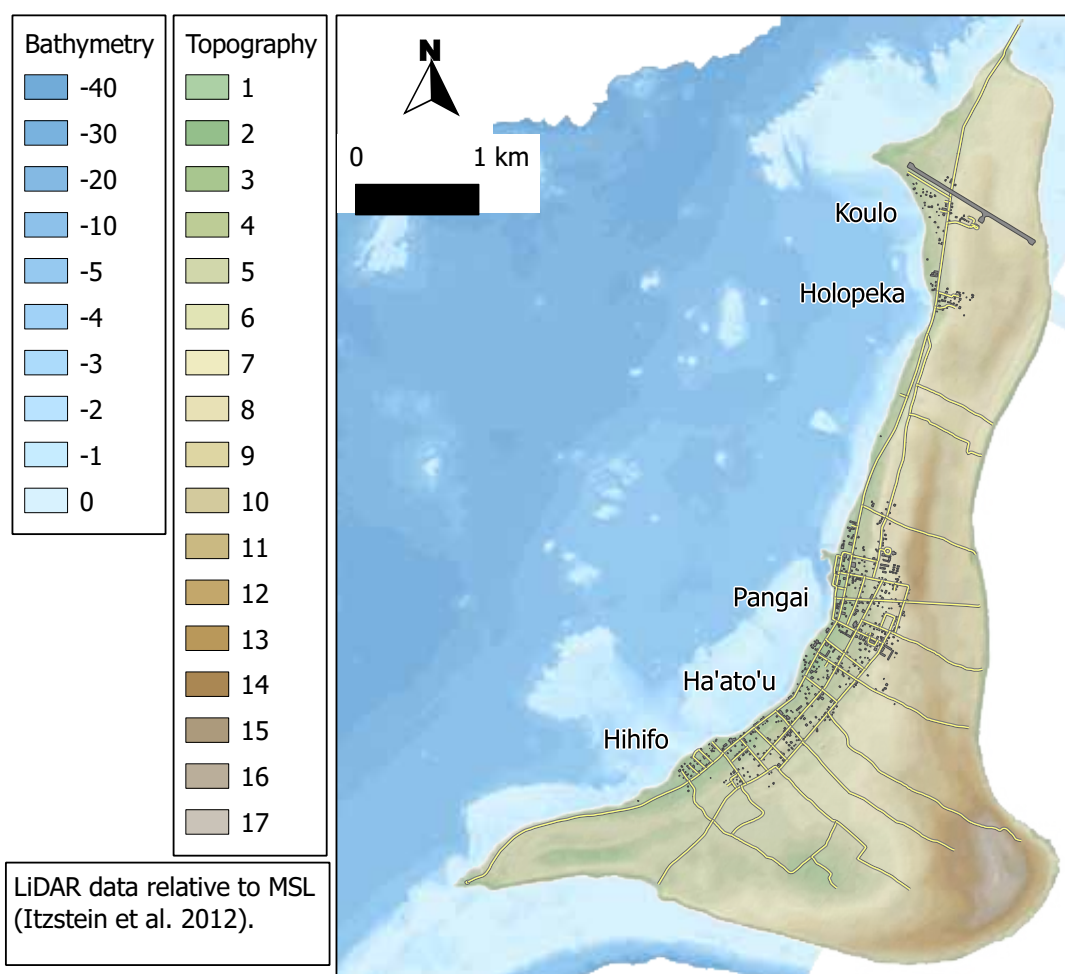 Bathymetry
-40
-30
-20
-10
-5
-4
-3
-2
-1
0
Topography
1
2
3
4
5
6
7
8
9
10
11
12
13
14
15
16
17
N
0 1 km
Koulo
Holopeka
Pangai
Ha'ato'u
Hihifo
LiDAR data relative to MSL
(Itzstein et al. 2012).